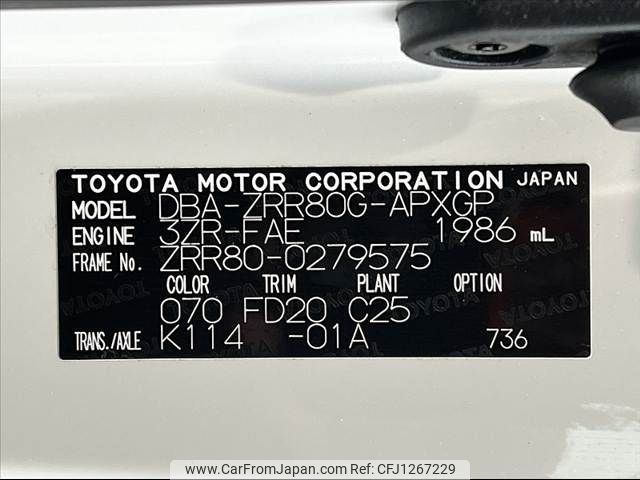 TOYOTA MOTOR CORPORATION JAPAN
MODEL DBA-ZRR80G-APXGP
ENGINE 3ZR-FAE 1986 mL
FRAME No. ZRR80-0279575
COLOR TRIM PLANT OPTION
070 FD20 C25
TRANS./AXLE K114 -01A 736
www.CarFromJapan.com - CFJ1267229